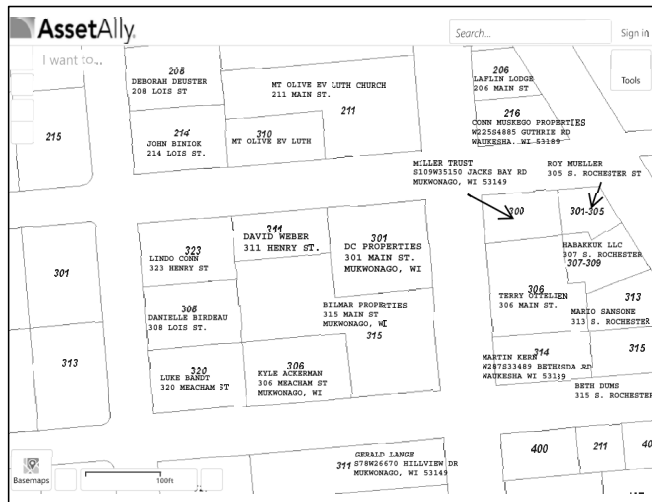 AssetAlly
Search...
Sign in
I want to...
Tools
208
DEBORAH DEUSTER
208 LOIS ST
MT OLIVE EV LUTH CHURCH
211 MAIN ST.
211
206
LAFLIN LODGE
206 MAIN ST
216
CONN MUSKEGO PROPERTIES
W225S4885 GUTHRIE RD
WAUKESHA. WI 53189
215
214
JOHN BINIOK
214 LOIS ST.
310
MT OLIVE EV LUTH
MILLER TRUST
S109W35150 JACKS BAY RD
MUKWONAGO, WI 53149
ROY MUELLER
305 S. ROCHESTER ST
300
301-305
311
DAVID WEBER
311 HENRY ST.
301
DC PROPERTIES
301 MAIN ST.
MUKWONAGO, WI
323
LINDO CONN
323 HENRY ST
HABAKKUK LLC
307 S. ROCHESTER
307-309
301
306
TERRY OTTELIEN
306 MAIN ST.
313
MARIO SANSONE
313 S. ROCHESTER
308
DANIELLE BIRDEAU
308 LOIS ST.
BILMAR PROPERTIES
315 MAIN ST
MUKWONAGO, WI
315
313
320
LUKE BANDT
320 MEACHAM ST
306
KYLE ACKERMAN
306 MEACHAM ST
MUKWONAGO, WI
314
MARTIN KERN
W287S33489 BETHESDA RD
WAUKESHA WI 53189
315
BETH DUMS
315 S. ROCHESTER
400
211
40
GERALD LANGE
311 S78W26670 HILLVIEW DR
MUKWONAGO, WI 53149
Basemaps
100ft